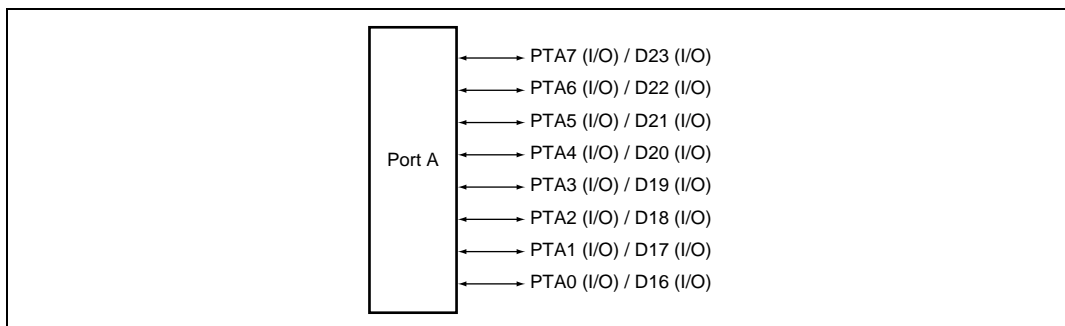 PTA7 (I/O) / D23 (I/O)
PTA6 (I/O) / D22 (I/O)
PTA5 (I/O) / D21 (I/O)
Port A
PTA4 (I/O) / D20 (I/O)
PTA3 (I/O) / D19 (I/O)
PTA2 (I/O) / D18 (I/O)
PTA1 (I/O) / D17 (I/O)
PTA0 (I/O) / D16 (I/O)